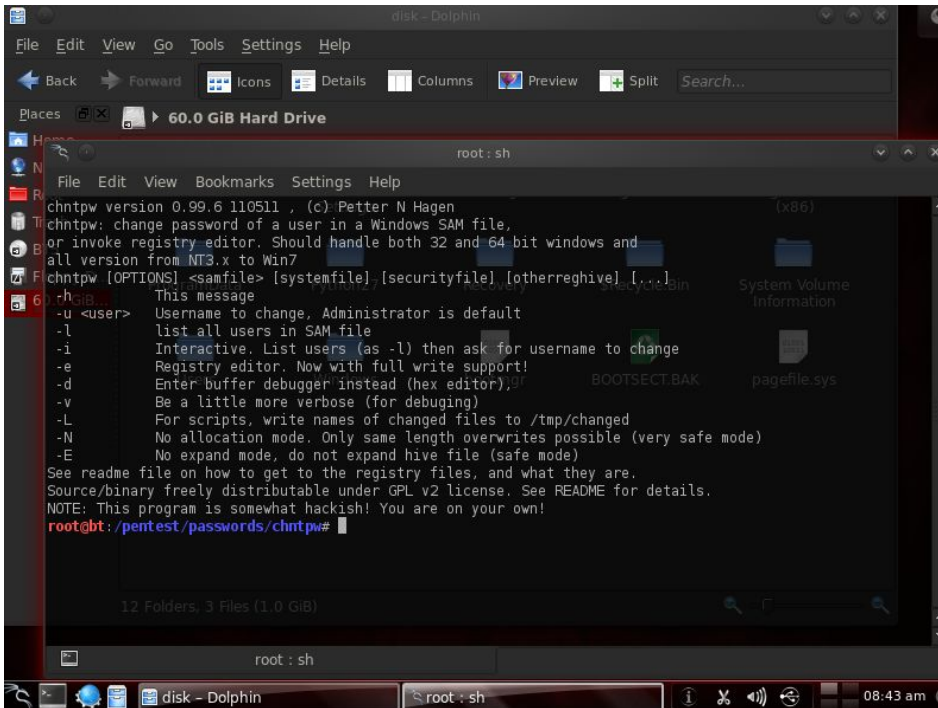 disk – Dolphin
File Edit View Go Tools Settings Help
Back Forward Icons Details Columns Preview Split Search...
Places 60.0 GiB Hard Drive
root : sh
File Edit View Bookmarks Settings Help
chntpw version 0.99.6 110511 , (c) Petter N Hagen
(x86)
chntpw: change password of a user in a Windows SAM file,
or invoke registry editor. Should handle both 32 and 64 bit windows and
all version from NT3.x to Win7
chntpw [OPTIONS] <samfile> [systemfile] [securityfile] [otherreghive] [...]
ProgramData Python27 Recovery System Volume Information
-h This message
-u <user> Username to change, Administrator is default
-l list all users in SAM file
-i Interactive. List users (as -l) then ask for username to change
-e Registry editor. Now with full write support!
BOOTSECT.BAK pagefile.sys
-d Enter buffer debugger instead (hex editor),
-v Be a little more verbose (for debuging)
-L For scripts, write names of changed files to /tmp/changed
-N No allocation mode. Only same length overwrites possible (very safe mode)
-E No expand mode, do not expand hive file (safe mode)
See readme file on how to get to the registry files, and what they are.
Source/binary freely distributable under GPL v2 license. See README for details.
NOTE: This program is somewhat hackish! You are on your own!
root@bt:/pentest/passwords/chntpw#
12 Folders, 3 Files (1.0 GiB)
root : sh
disk – Dolphin root : sh 08:43 am